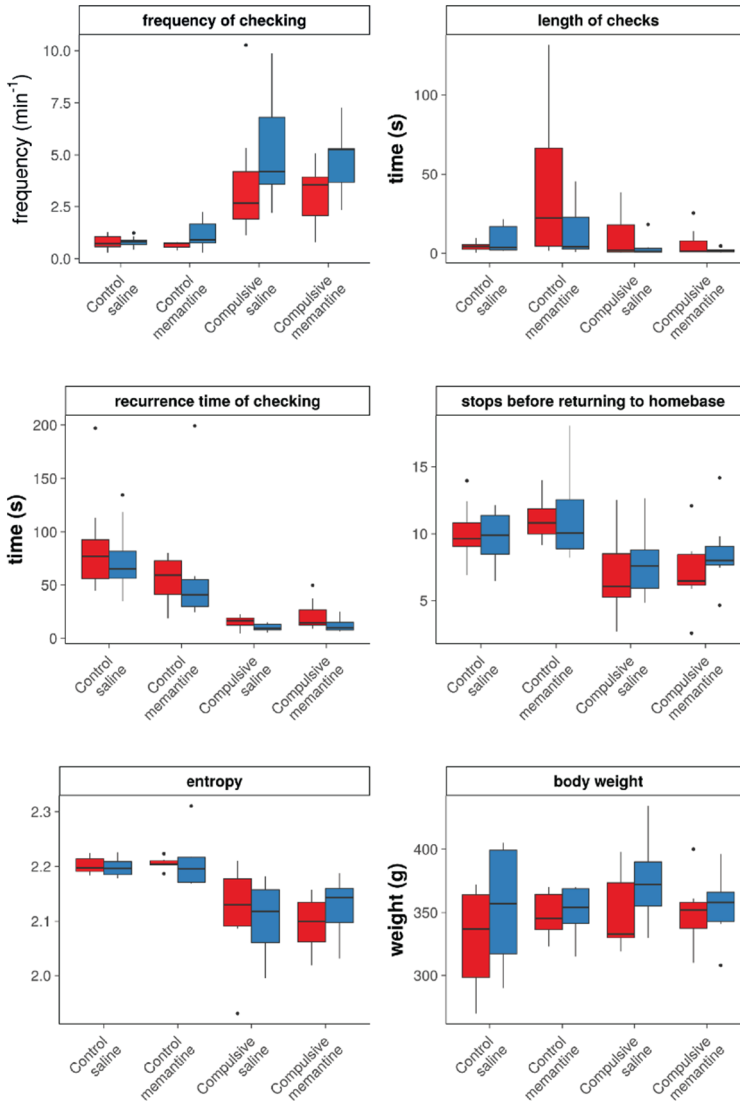 frequency of checking
frequency (min⁻¹)
10.0
7.5
5.0
2.5
0.0
Control
saline
Control
memantine
Compulsive
saline
Compulsive
memantine
length of checks
time (s)
100
50
0
Control
saline
Control
memantine
Compulsive
saline
Compulsive
memantine
recurrence time of checking
time (s)
200
150
100
50
0
Control
saline
Control
memantine
Compulsive
saline
Compulsive
memantine
stops before returning to homebase
15
10
5
Control
saline
Control
memantine
Compulsive
saline
Compulsive
memantine
entropy
2.3
2.2
2.1
2.0
Control
saline
Control
memantine
Compulsive
saline
Compulsive
memantine
body weight
weight (g)
400
350
300
Control
saline
Control
memantine
Compulsive
saline
Compulsive
memantine